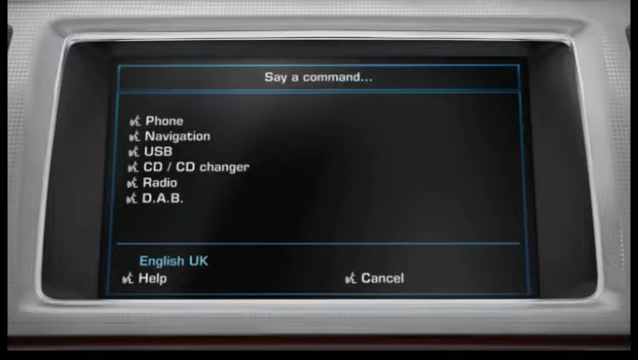 Say a command...
Phone
Navigation
USB
CD / CD changer
Radio
D.A.B.
English UK
Help
Cancel